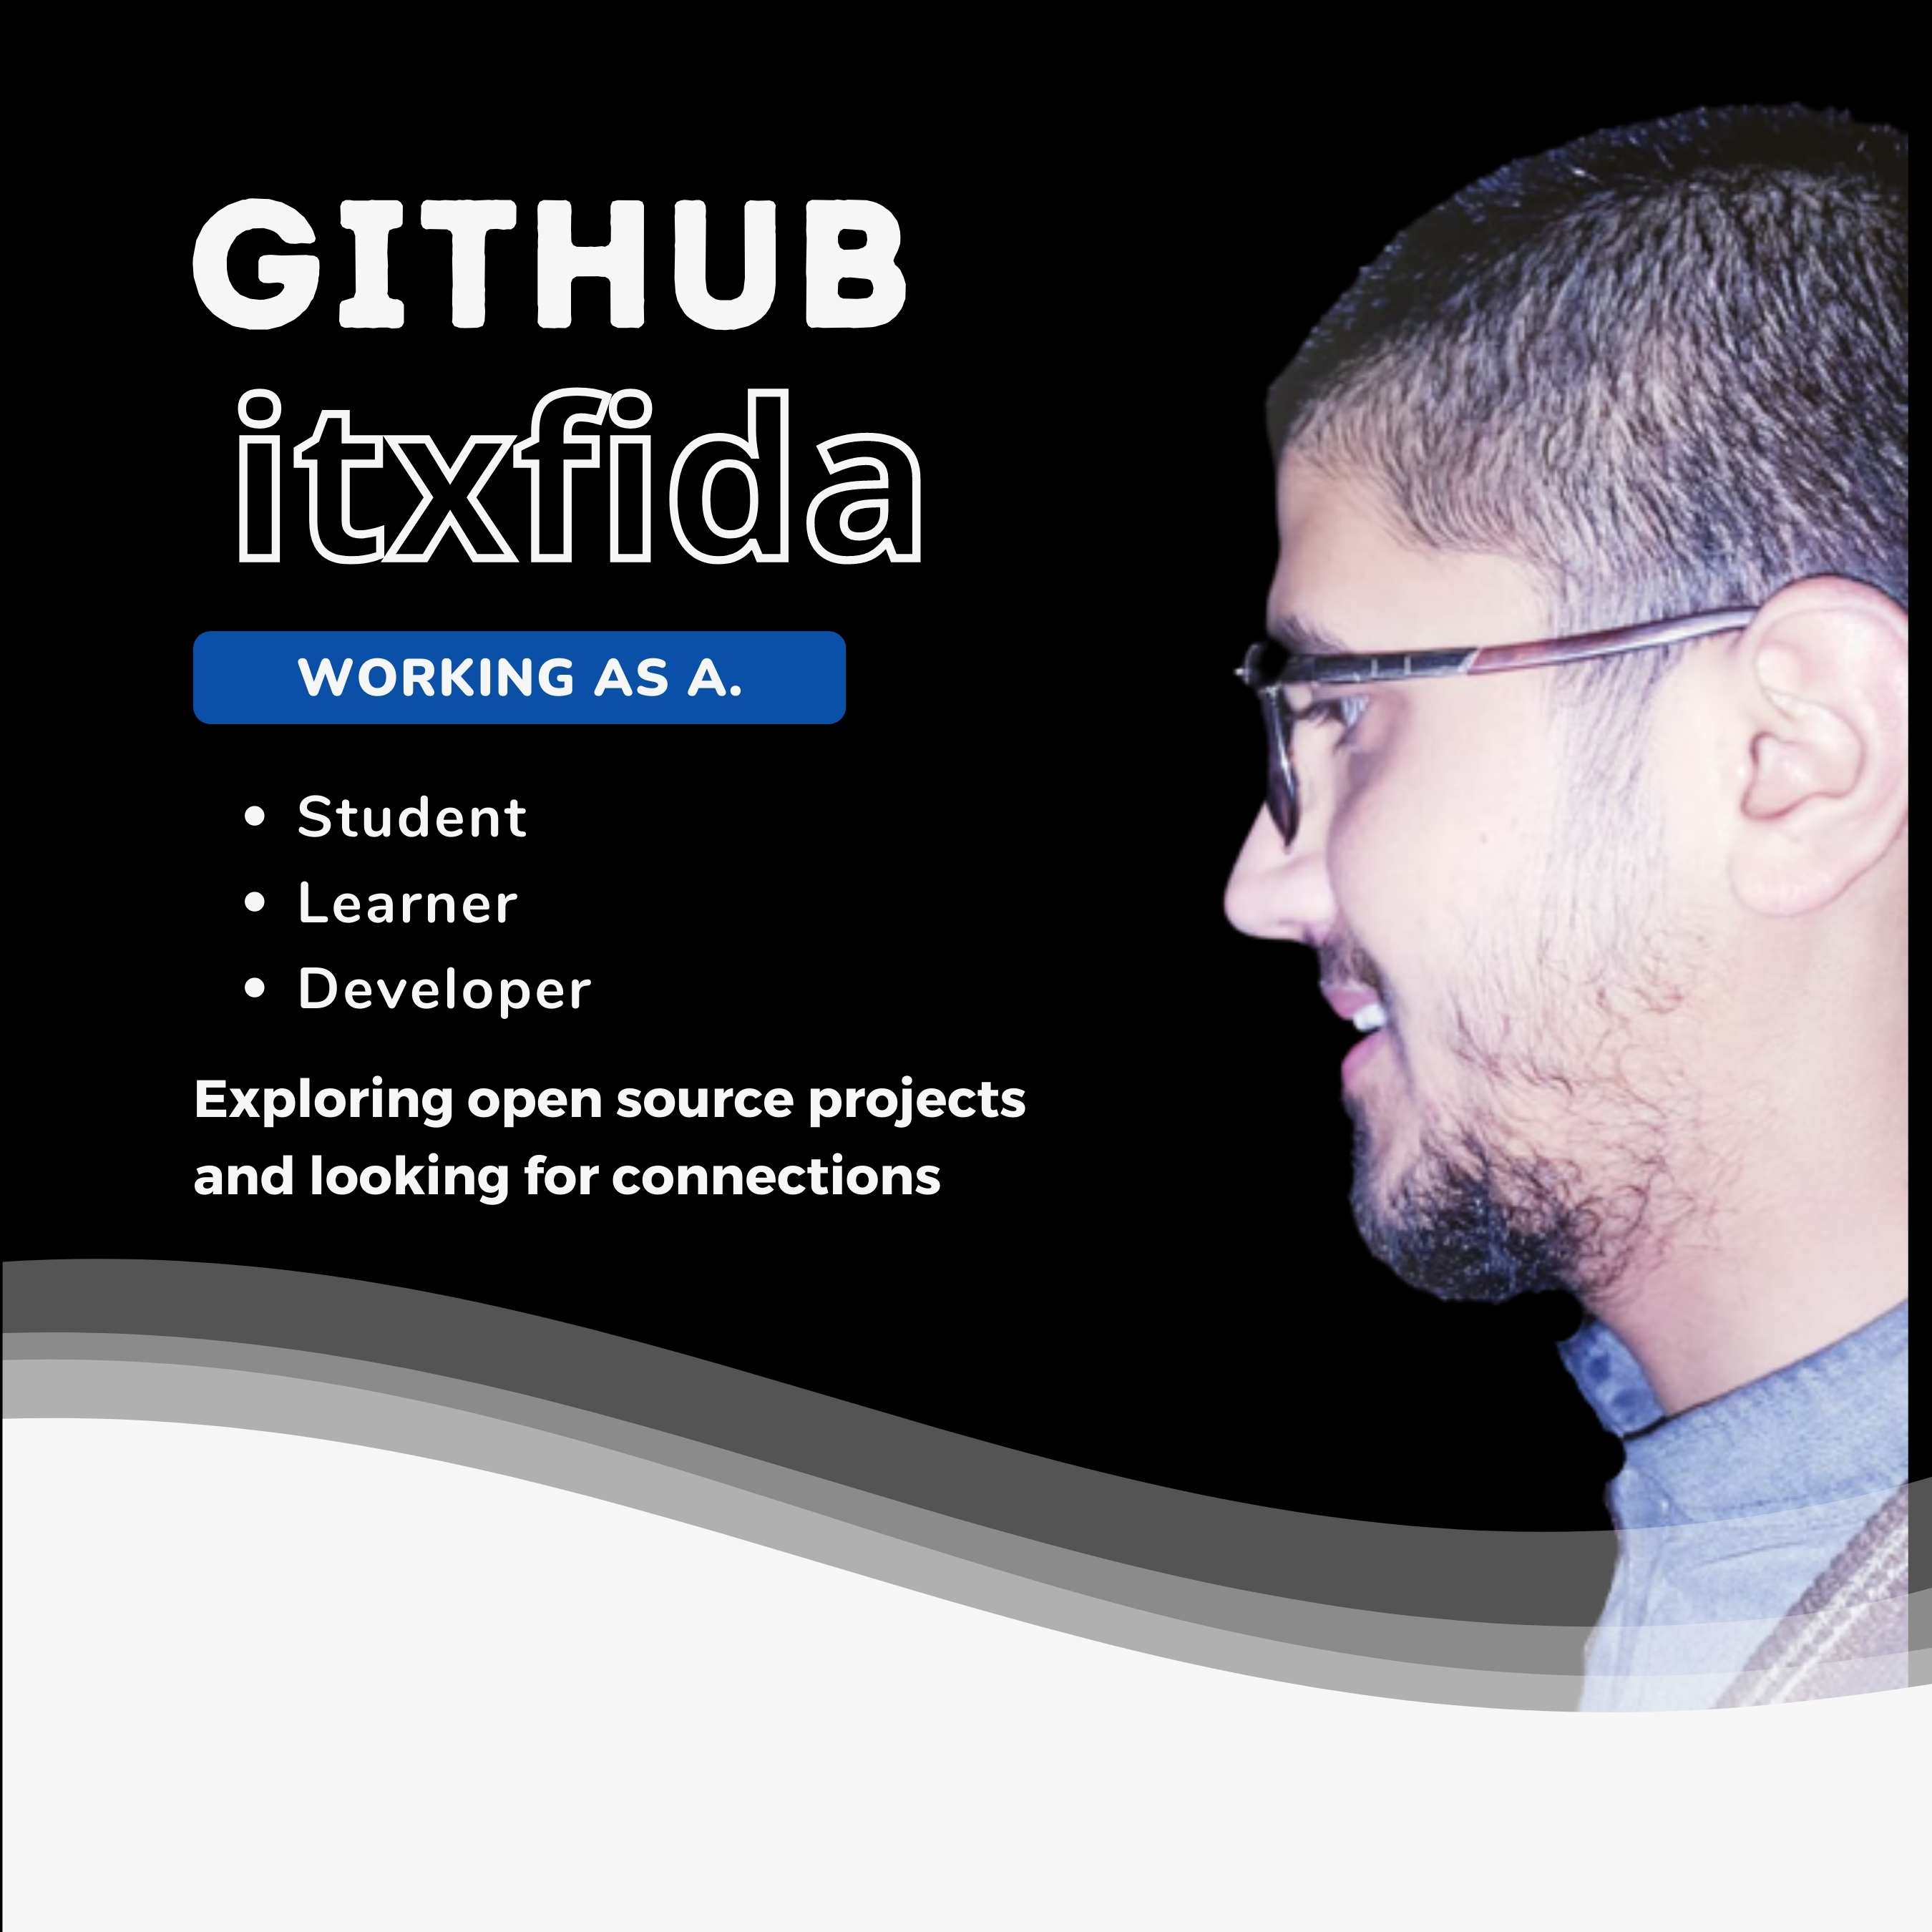 GITHUB
itxfida
WORKING AS A.
• Student
• Learner
• Developer
Exploring open source projects
and looking for connections